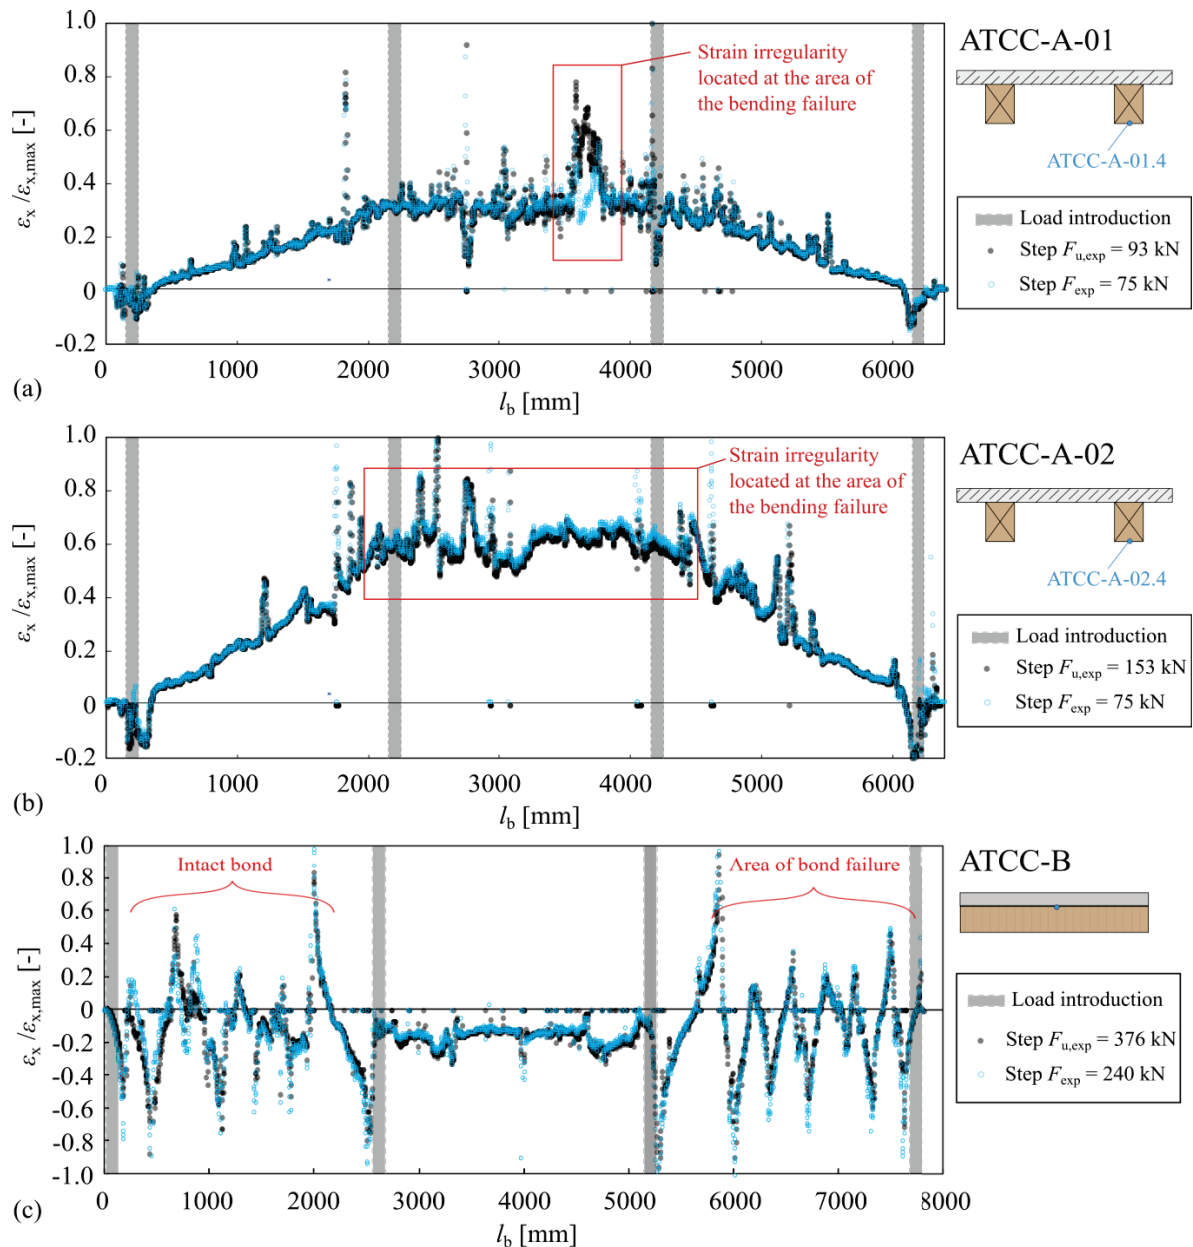 1.0
0.8
0.6
0.4
0.2
0
-0.2
εx /εx,max [-]
0
1000
2000
3000
4000
5000
6000
lb [mm]
(a)
Strain irregularity
located at the area of
the bending failure
ATCC-A-01
ATCC-A-01.4
Load introduction
Step Fu,exp = 93 kN
Step Fexp = 75 kN
1.0
0.8
0.6
0.4
0.2
0
-0.2
εx /εx,max [-]
0
1000
2000
3000
4000
5000
6000
lb [mm]
(b)
Strain irregularity
located at the area of
the bending failure
ATCC-A-02
ATCC-A-02.4
Load introduction
Step Fu,exp = 153 kN
Step Fexp = 75 kN
1.0
0.8
0.6
0.4
0.2
0
-0.2
-0.4
-0.6
-0.8
-1.0
εx /εx,max [-]
0
1000
2000
3000
4000
5000
6000
7000
8000
lb [mm]
(c)
Intact bond
Area of bond failure
ATCC-B
Load introduction
Step Fu,exp = 376 kN
Step Fexp = 240 kN